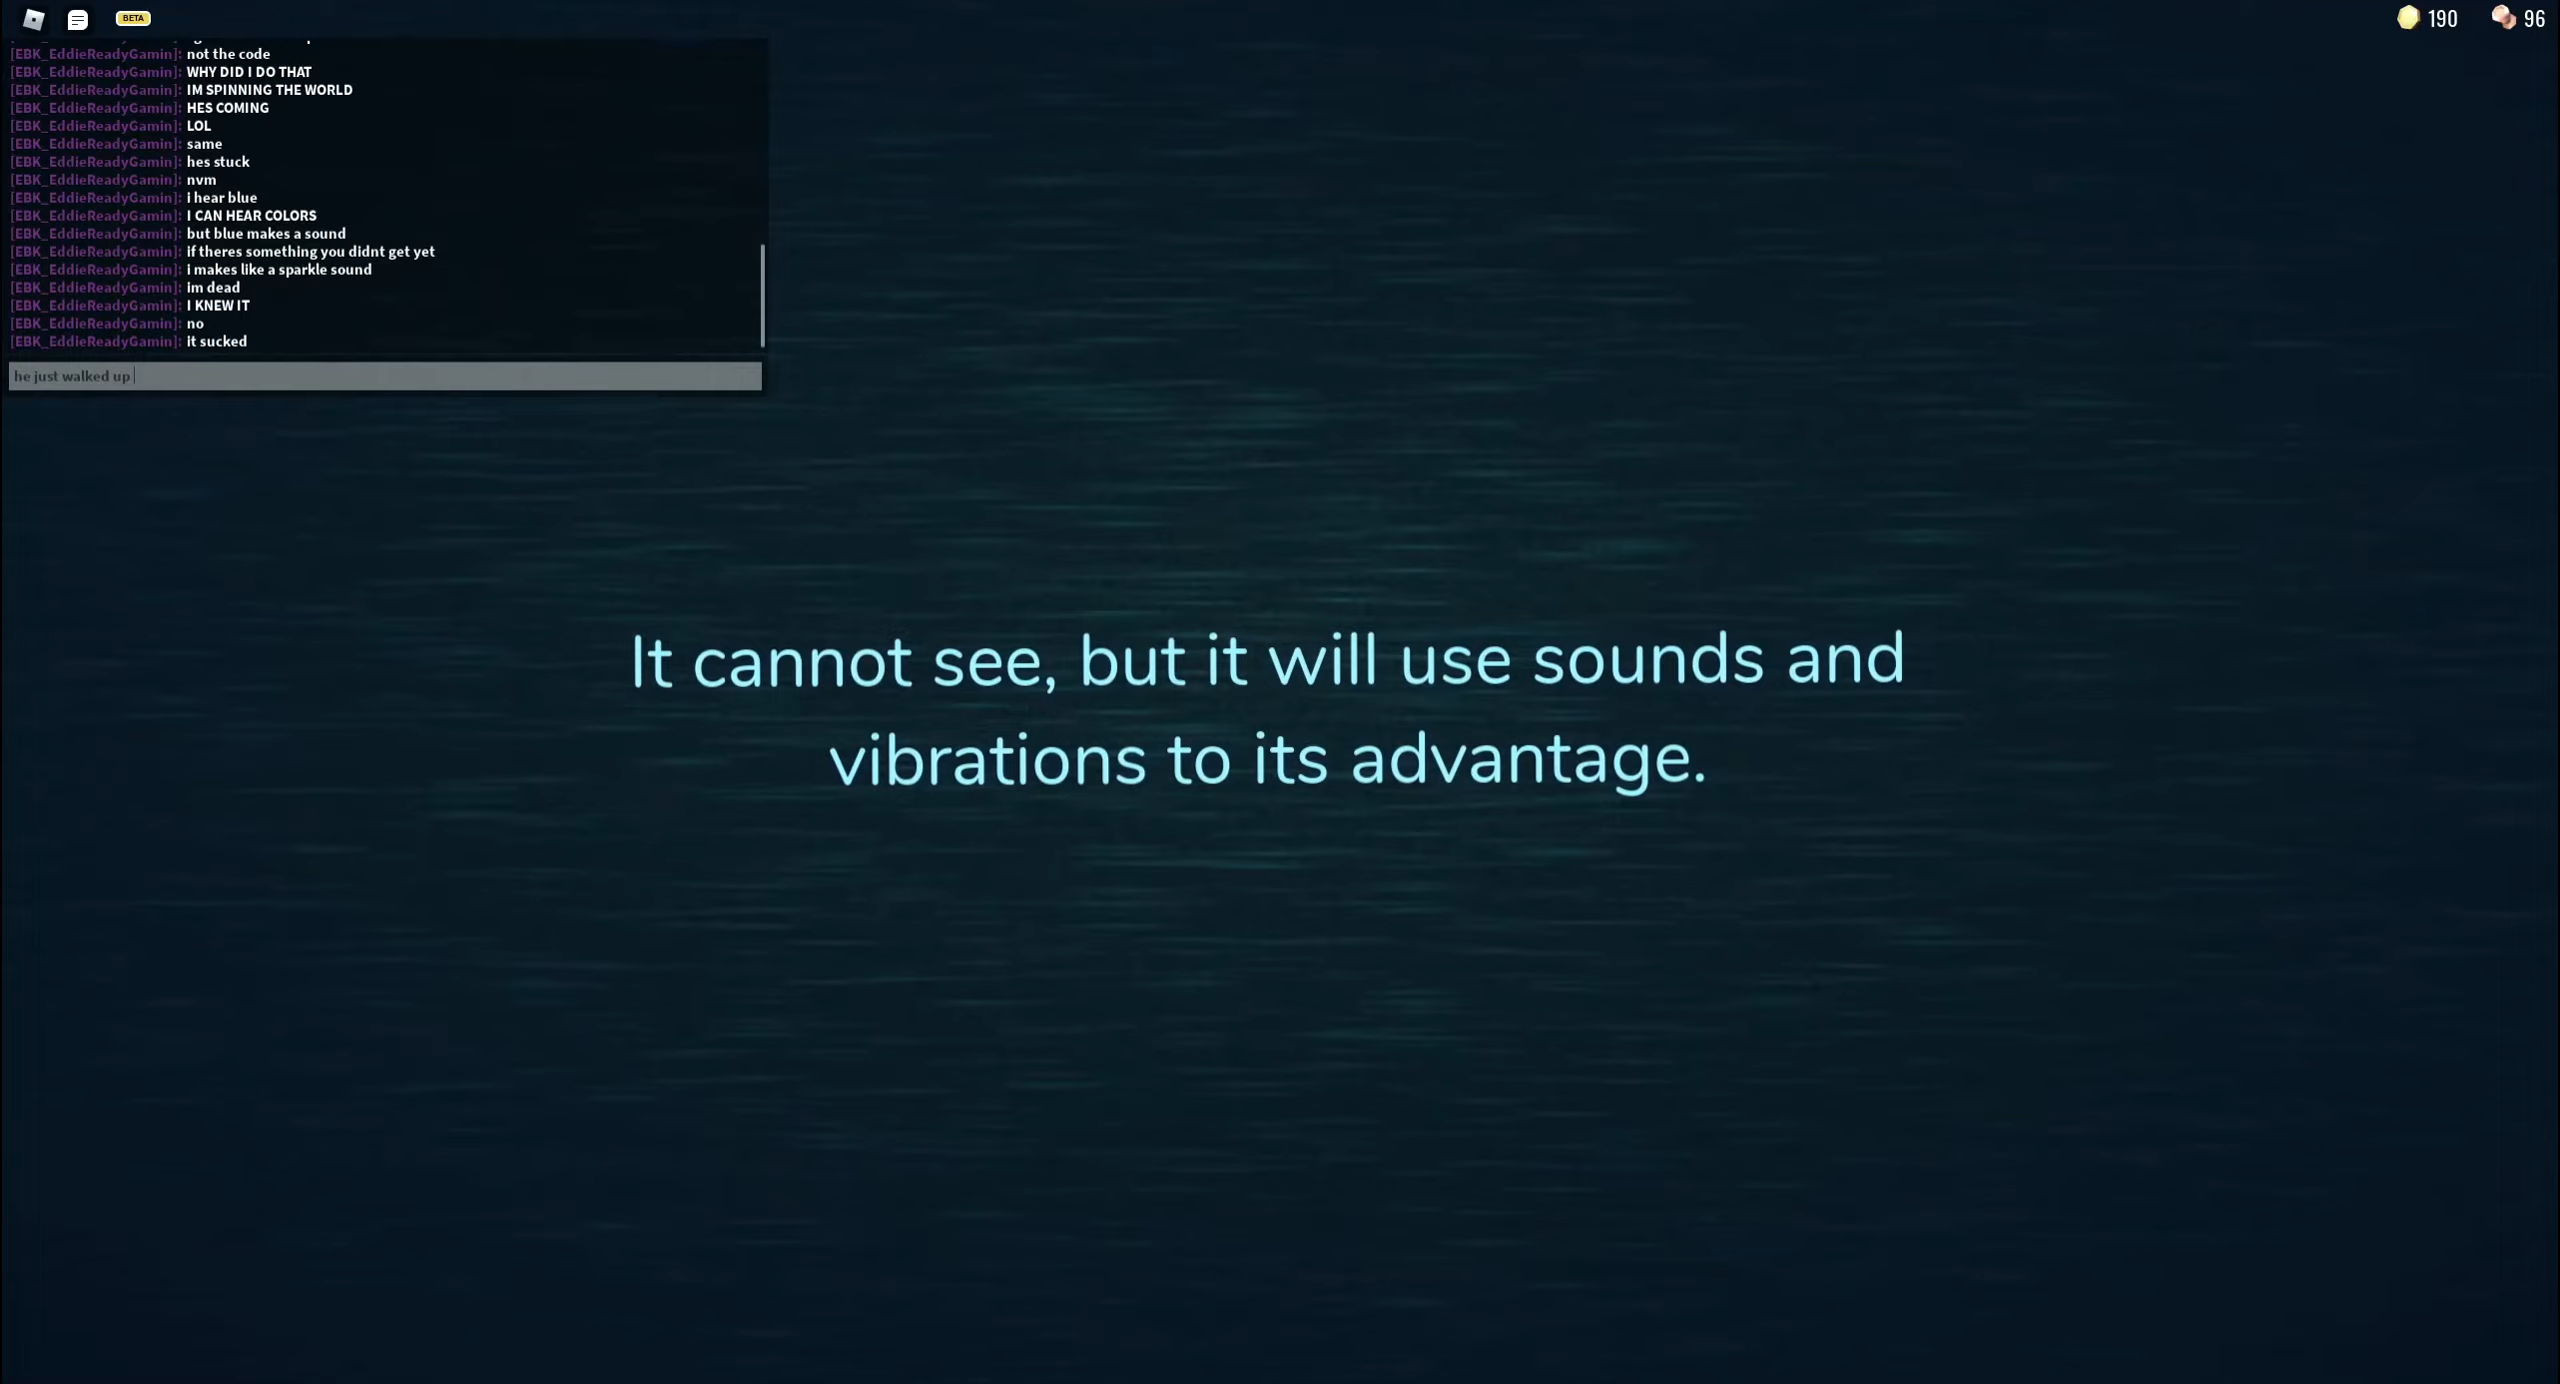 BETA
190
96
[EBK_EddieReadyGamin]: not the code
[EBK_EddieReadyGamin]: WHY DID I DO THAT
[EBK_EddieReadyGamin]: IM SPINNING THE WORLD
[EBK_EddieReadyGamin]: HES COMING
[EBK_EddieReadyGamin]: LOL
[EBK_EddieReadyGamin]: same
[EBK_EddieReadyGamin]: hes stuck
[EBK_EddieReadyGamin]: nvm
[EBK_EddieReadyGamin]: i hear blue
[EBK_EddieReadyGamin]: I CAN HEAR COLORS
[EBK_EddieReadyGamin]: but blue makes a sound
[EBK_EddieReadyGamin]: if theres something you didnt get yet
[EBK_EddieReadyGamin]: i makes like a sparkle sound
[EBK_EddieReadyGamin]: im dead
[EBK_EddieReadyGamin]: I KNEW IT
[EBK_EddieReadyGamin]: no
[EBK_EddieReadyGamin]: it sucked
he just walked up
It cannot see, but it will use sounds and
vibrations to its advantage.